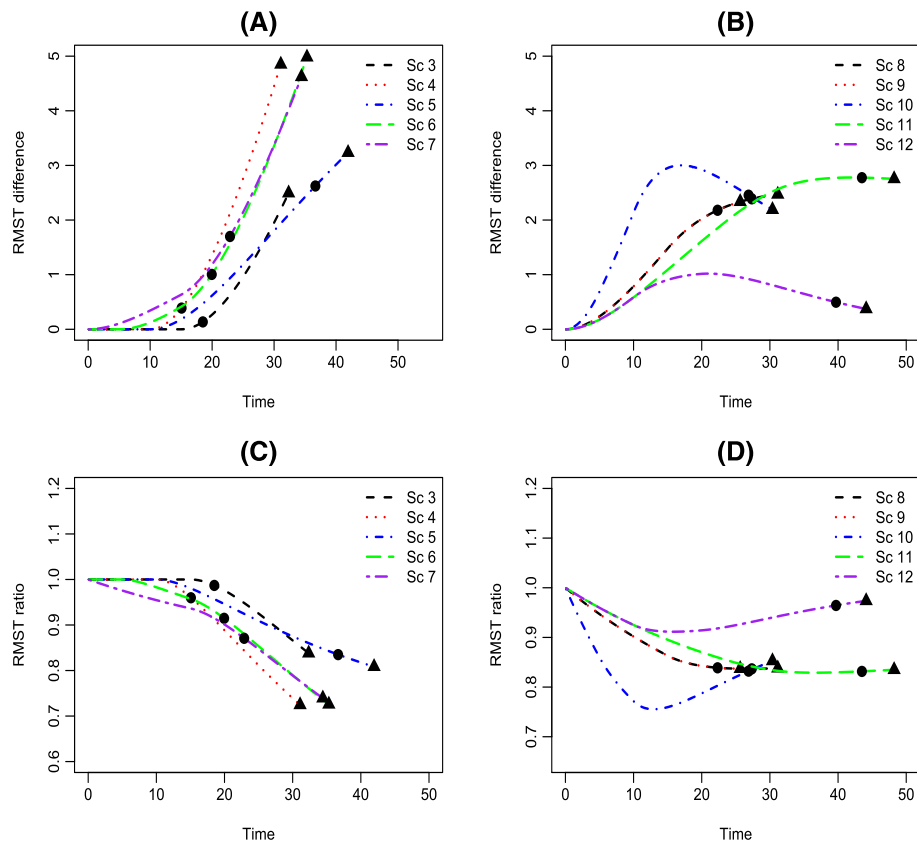 (A)
RMST difference
5
4
3
2
1
0
0 10 20 30 40 50
Time
Sc 3
Sc 4
Sc 5
Sc 6
Sc 7
(B)
RMST difference
5
4
3
2
1
0
0 10 20 30 40 50
Time
Sc 8
Sc 9
Sc 10
Sc 11
Sc 12
(C)
RMST ratio
1.2
1.1
1.0
0.9
0.8
0.7
0.6
0 10 20 30 40 50
Time
Sc 3
Sc 4
Sc 5
Sc 6
Sc 7
(D)
RMST ratio
1.2
1.1
1.0
0.9
0.8
0.7
0 10 20 30 40 50
Time
Sc 8
Sc 9
Sc 10
Sc 11
Sc 12